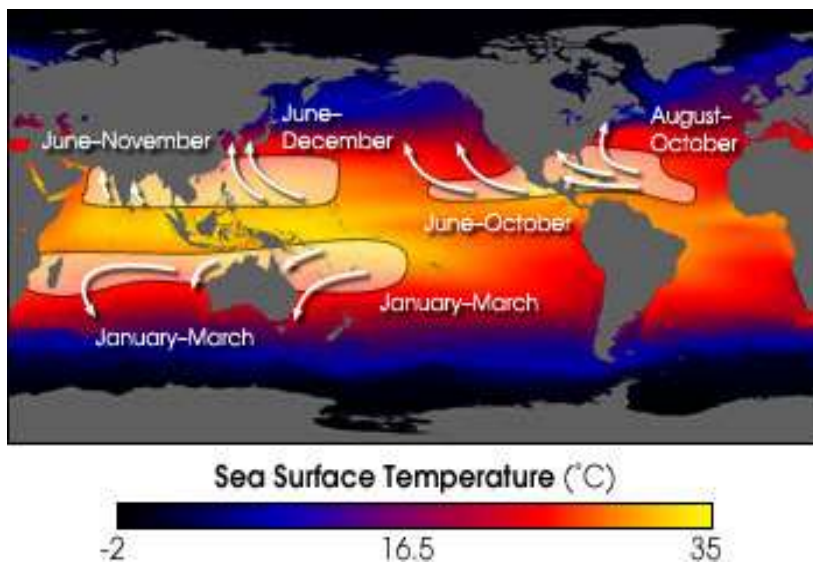 June–
December
June–November
August–
October
June–October
January–March
January–March
Sea Surface Temperature (°C)
-2
16.5
35